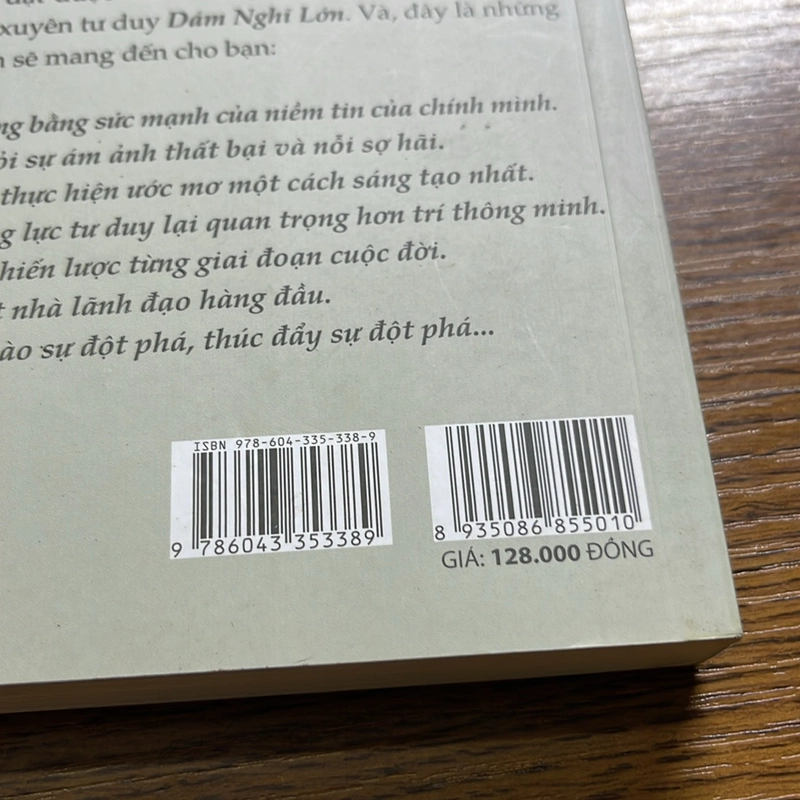 xuyên tư duy Dám Nghĩ Lớn. Và, đây là những
sẽ mang đến cho bạn:
bằng sức mạnh của niềm tin của chính mình.
sự ám ảnh thất bại và nỗi sợ hãi.
thực hiện ước mơ một cách sáng tạo nhất.
lực tư duy lại quan trọng hơn trí thông minh.
hiến lược từng giai đoạn cuộc đời.
nhà lãnh đạo hàng đầu.
ào sự đột phá, thúc đẩy sự đột phá...
ISBN 978-604-335-338-9
9 786043 353389
8 935086 855010
GIÁ: 128.000 ĐỒNG